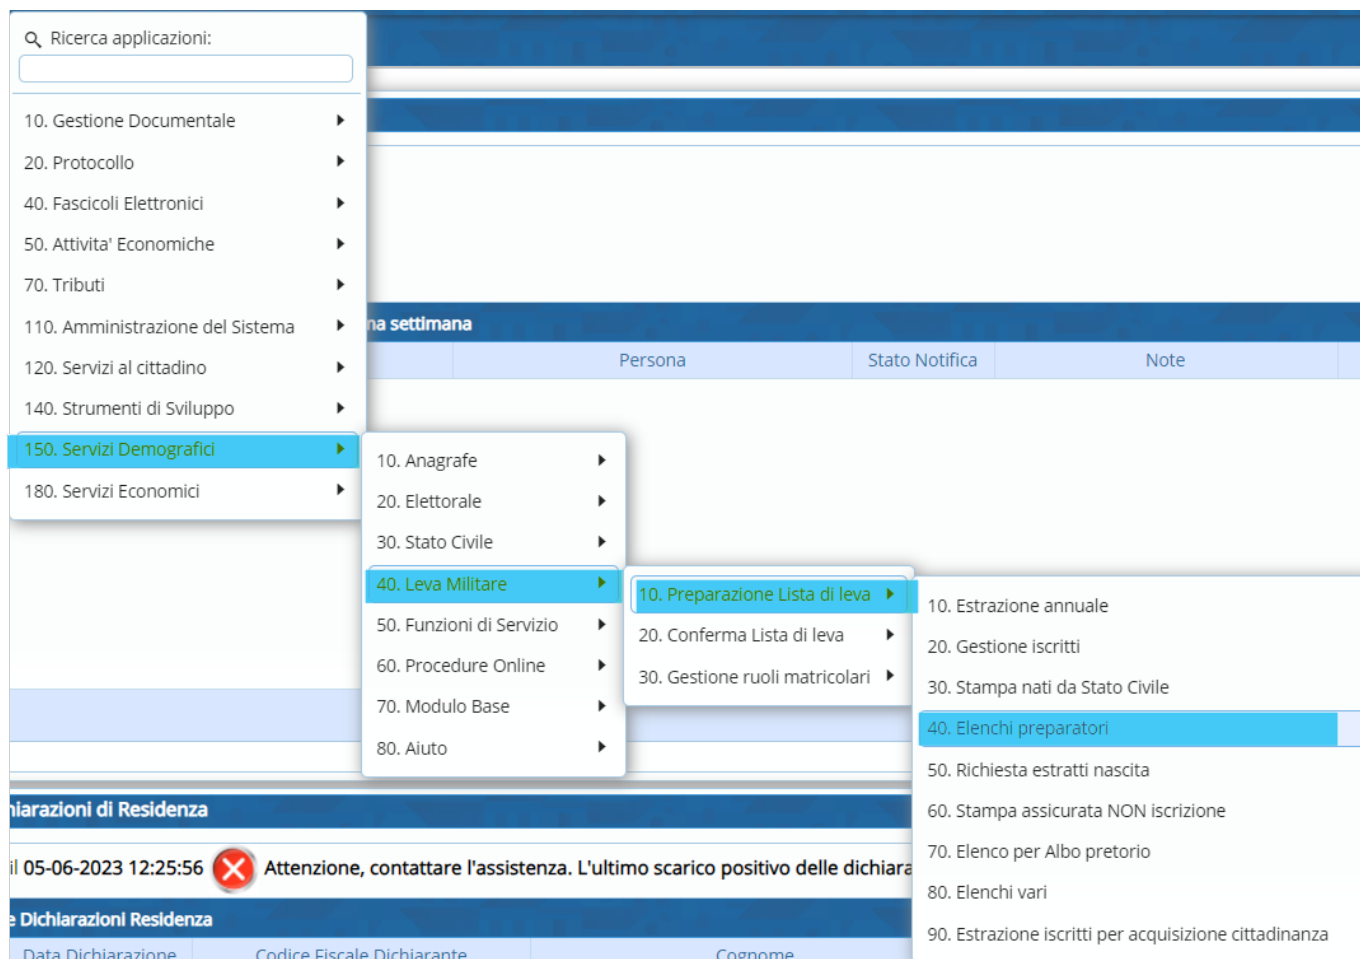 Ricerca applicazioni:
10. Gestione Documentale
20. Protocollo
40. Fascicoli Elettronici
50. Attivita' Economiche
70. Tributi
110. Amministrazione del Sistema
120. Servizi al cittadino
140. Strumenti di Sviluppo
150. Servizi Demografici
180. Servizi Economici
na settimana
Persona Stato Notifica Note
10. Anagrafe
20. Elettorale
30. Stato Civile
40. Leva Militare
50. Funzioni di Servizio
60. Procedure Online
70. Modulo Base
80. Aiuto
10. Preparazione Lista di leva
20. Conferma Lista di leva
30. Gestione ruoli matricolari
10. Estrazione annuale
20. Gestione iscritti
30. Stampa nati da Stato Civile
40. Elenchi preparatori
50. Richiesta estratti nascita
60. Stampa assicurata NON iscrizione
70. Elenco per Albo pretorio
80. Elenchi vari
90. Estrazione iscritti per acquisizione cittadinanza
hiarazioni di Residenza
il 05-06-2023 12:25:56 Attenzione, contattare l'assistenza. L'ultimo scarico positivo delle dichiara
e Dichiarazioni Residenza
Data Dichiarazione Codice Fiscale Dichiarante Cognome